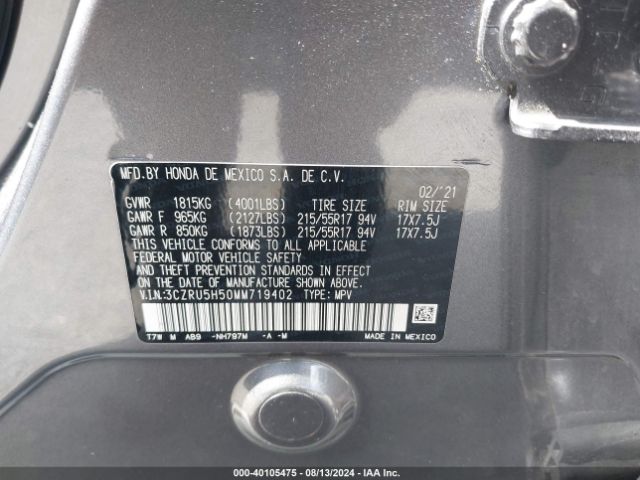 MFD.BY HONDA DE MEXICO S.A. DE C.V.
02/'21
GVWR 1815KG (4001LBS) TIRE SIZE RIM SIZE
GAWR F 965KG (2127LBS) 215/55R17 94V 17X7.5J
GAWR R 850KG (1873LBS) 215/55R17 94V 17X7.5J
THIS VEHICLE CONFORMS TO ALL APPLICABLE
FEDERAL MOTOR VEHICLE SAFETY
AND THEFT PREVENTION STANDARDS IN EFFECT
ON THE DATE OF MANUFACTURE SHOWN ABOVE.
V.I.N:3CZRU5H50MM719402 TYPE: MPV
T7W M AB9 -NH797M -A -M MADE IN MEXICO
000-40105475 - 08/13/2024 - IAA Inc.